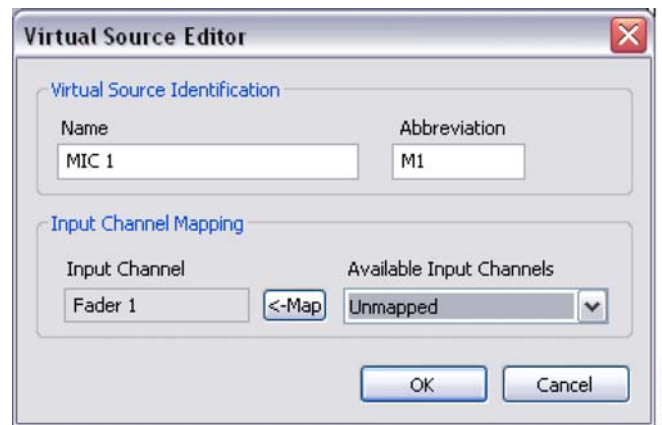 Virtual Source Editor
Virtual Source Identification
Name Abbreviation
MIC 1 M1
Input Channel Mapping
Input Channel Available Input Channels
Fader 1 <-Map Unmapped
OK Cancel